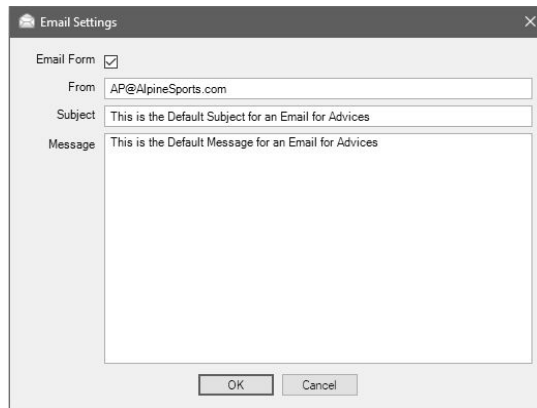 Email Settings
Email Form
From AP@AlpineSports.com
Subject This is the Default Subject for an Email for Advices
Message This is the Default Message for an Email for Advices
OK Cancel